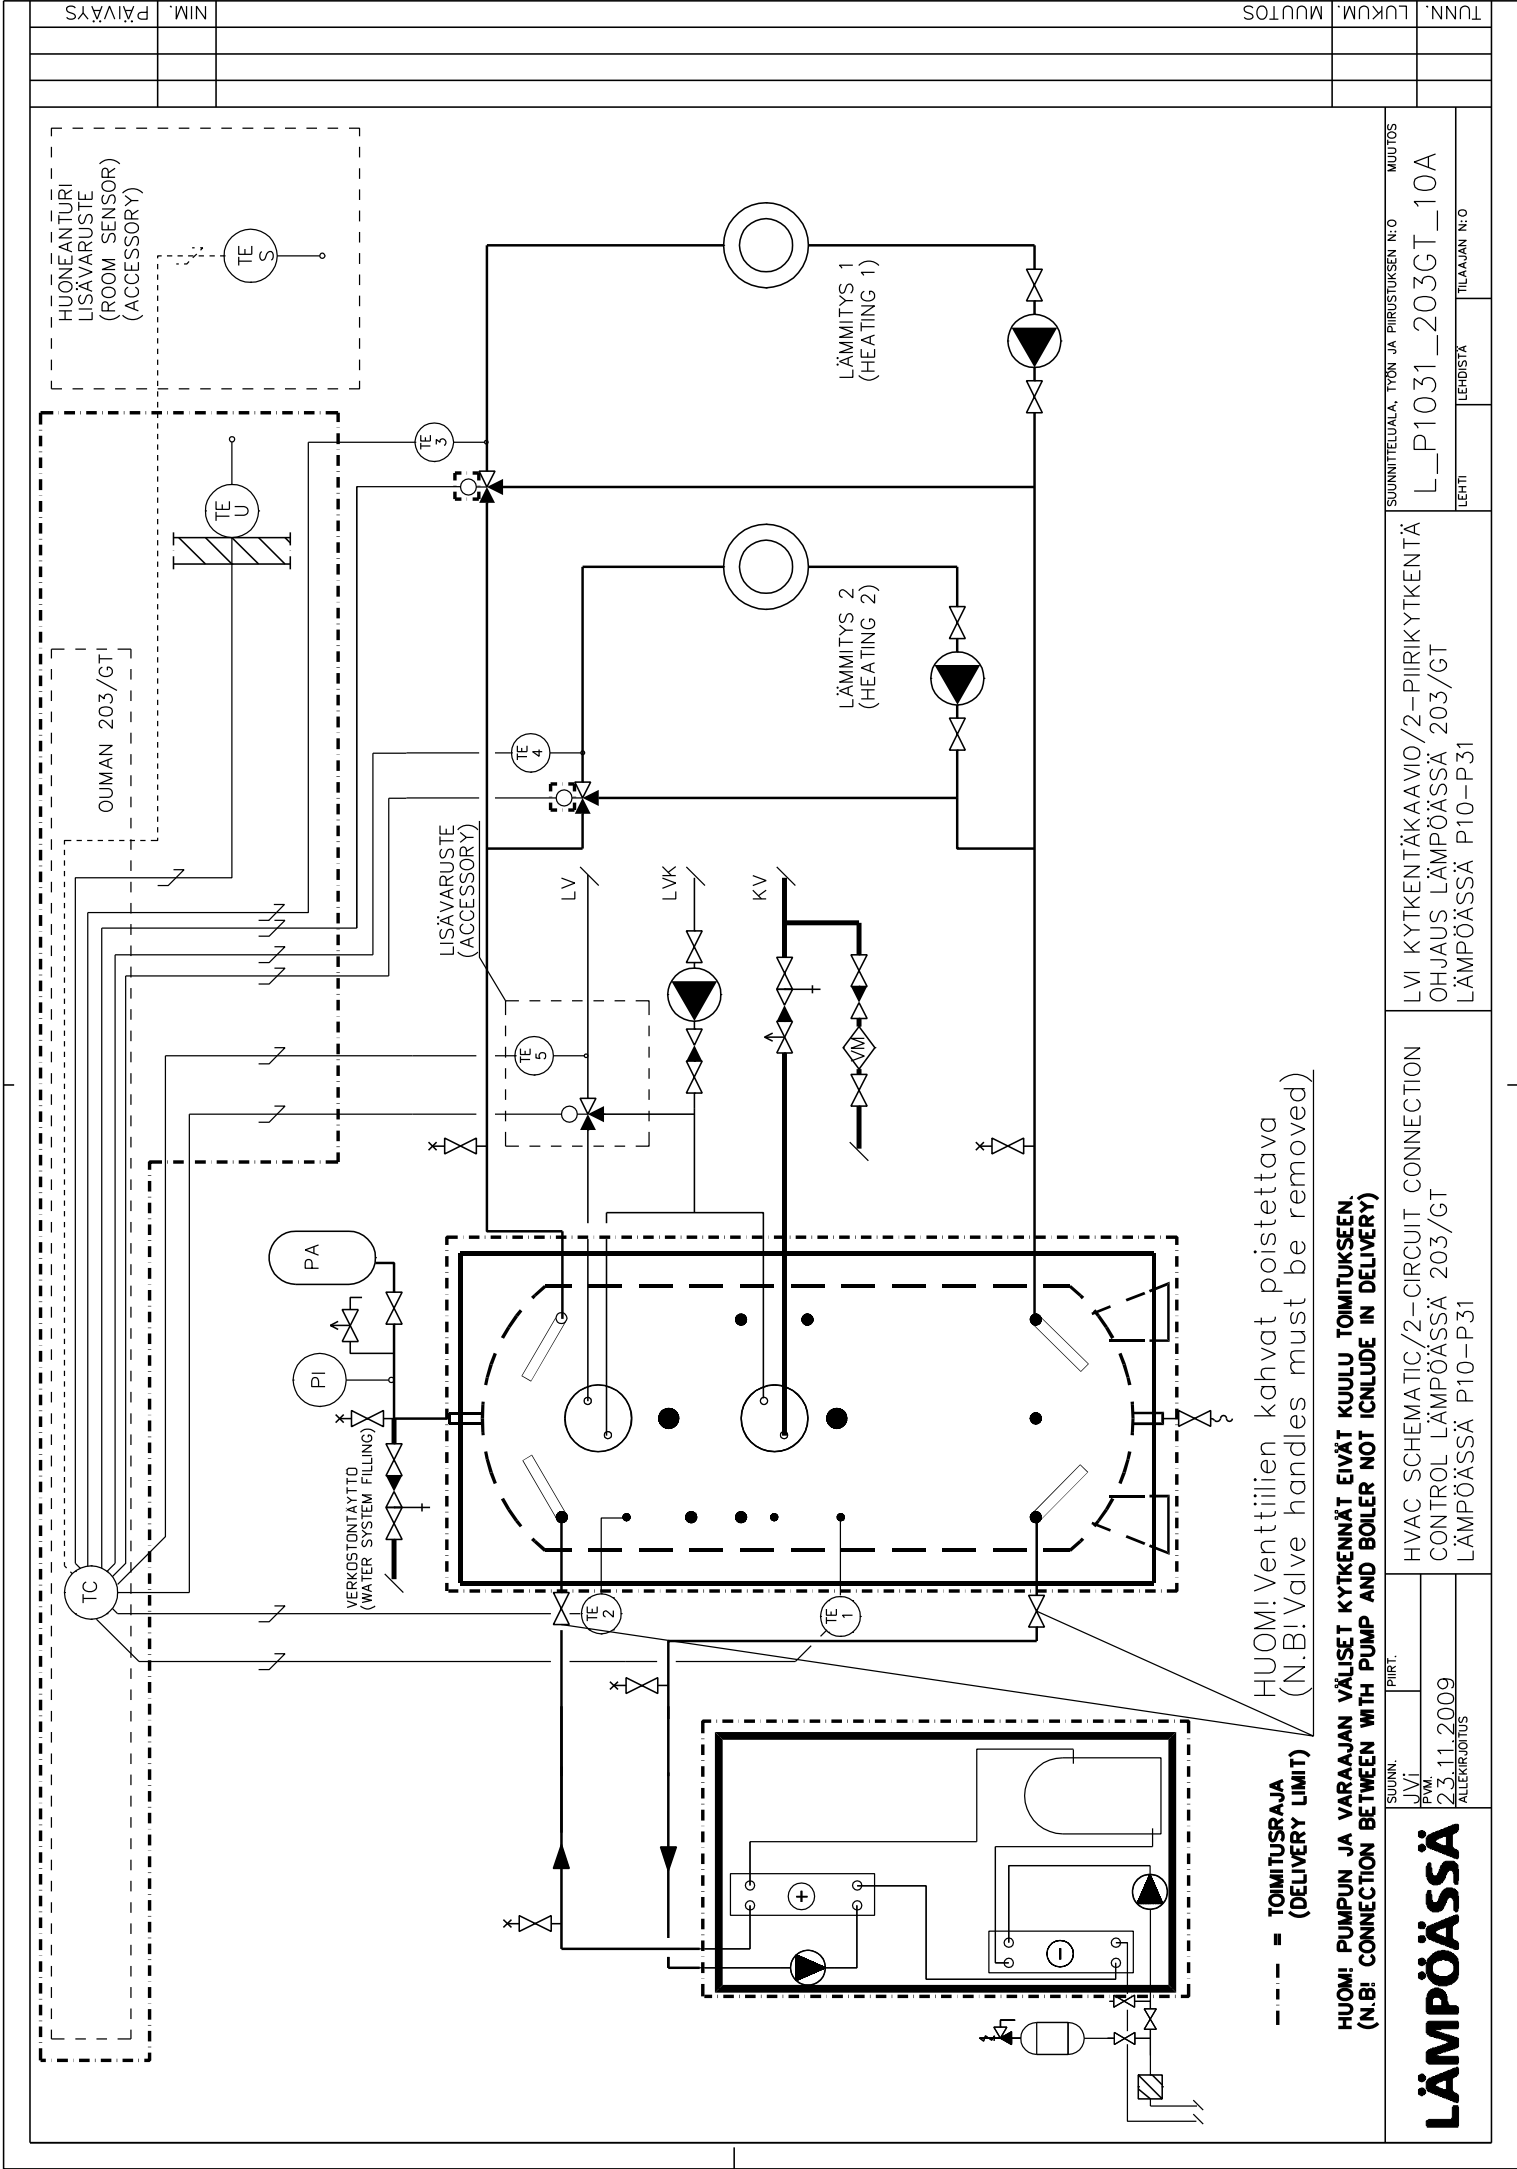 HUONEANTURI
LISÄVARUSTE
(ROOM SENSOR)
(ACCESSORY)
TE
S
OUMAN 203/GT
TE
U
TE
3
TE
4
TE
5
TE
2
TE
1
TC
PA
PI
VERKOSTONTÄYTTÖ
(WATER SYSTEM FILLING)
LISÄVARUSTE
(ACCESSORY)
LV
LVK
KV
VM
LÄMMITYS 1
(HEATING 1)
LÄMMITYS 2
(HEATING 2)
+
-
HUOM!Venttiilien kahvat poistettava
(N.B!Valve handles must be removed)
= TOIMITUSRAJA
(DELIVERY LIMIT)
HUOM! PUMPUN JA VARAAJAN VÄLISET KYTKENNÄT EIVÄT KUULU TOIMITUKSEEN.
(N.B! CONNECTION BETWEEN WITH PUMP AND BOILER NOT ICNLUDE IN DELIVERY)
LÄMPÖÄSSÄ
SUUNN.
JVi
PIIRT.
PVM.
23.11.2009
ALLEKIRJOITUS
HVAC SCHEMATIC/2-CIRCUIT CONNECTION
CONTROL LÄMPÖÄSSÄ 203/GT
LÄMPÖÄSSÄ P10-P31
LVI KYTKENTÄKAAVIO/2-PIIRIKYTKENTÄ
OHJAUS LÄMPÖÄSSÄ 203/GT
LÄMPÖÄSSÄ P10-P31
SUUNNITTELUALA, TYÖN JA PIIRUSTUKSEN N:O
MUUTOS
L_P1031_203GT_10A
LEHTI
LEHDISTÄ
TILAAJAN N:O
TUNN.
LUKUM.
MUUTOS
NIM.
PÄIVÄYS